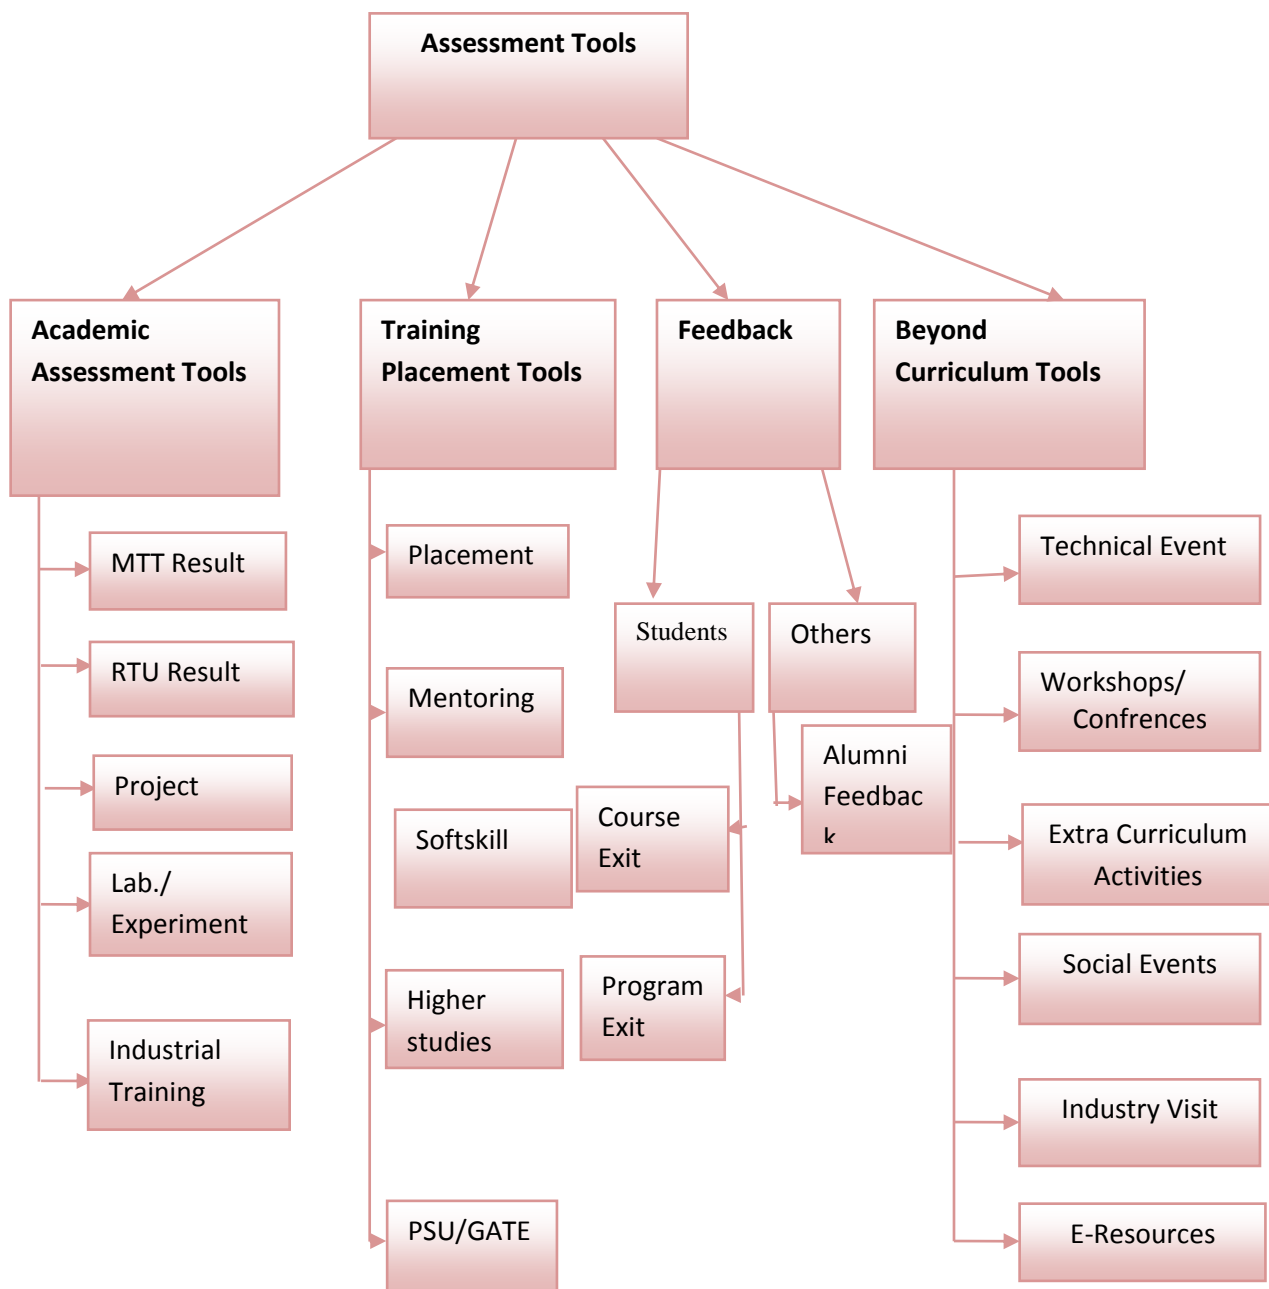 Assessment Tools
Academic
Assessment Tools
Training
Placement Tools
Feedback
Beyond
Curriculum Tools
MTT Result
RTU Result
Project
Lab./
Experiment
Industrial
Training
Placement
Mentoring
Softskill
Higher
studies
PSU/GATE
Students
Others
Course
Exit
Program
Exit
Alumni
Feedbac
k
Technical Event
Workshops/
Confrences
Extra Curriculum
Activities
Social Events
Industry Visit
E-Resources